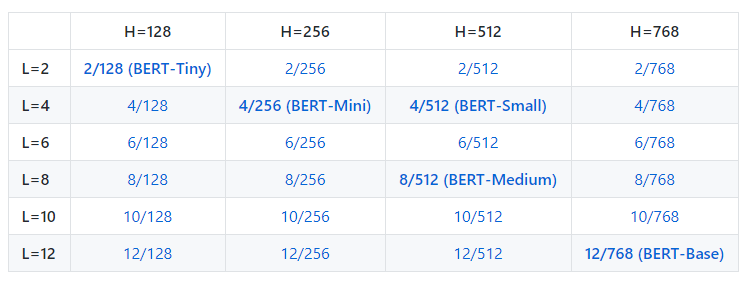 H=128 H=256 H=512 H=768
L=2 2/128 (BERT-Tiny) 2/256 2/512 2/768
L=4 4/128 4/256 (BERT-Mini) 4/512 (BERT-Small) 4/768
L=6 6/128 6/256 6/512 6/768
L=8 8/128 8/256 8/512 (BERT-Medium) 8/768
L=10 10/128 10/256 10/512 10/768
L=12 12/128 12/256 12/512 12/768 (BERT-Base)